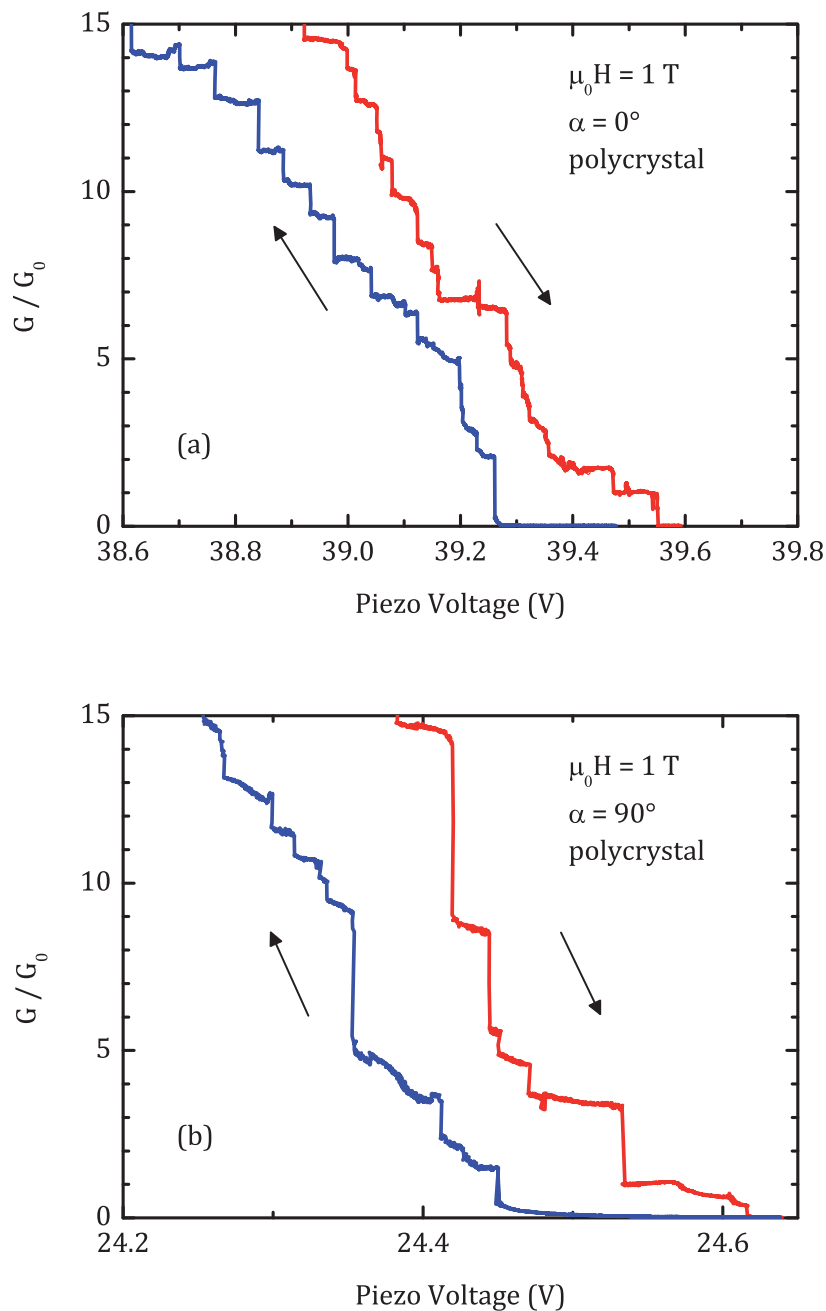 15
10
5
0
G / G₀
μ₀H = 1 T
α = 0°
polycrystal
(a)
38.6 38.8 39.0 39.2 39.4 39.6 39.8
Piezo Voltage (V)
15
10
5
0
G / G₀
μ₀H = 1 T
α = 90°
polycrystal
(b)
24.2 24.4 24.6
Piezo Voltage (V)